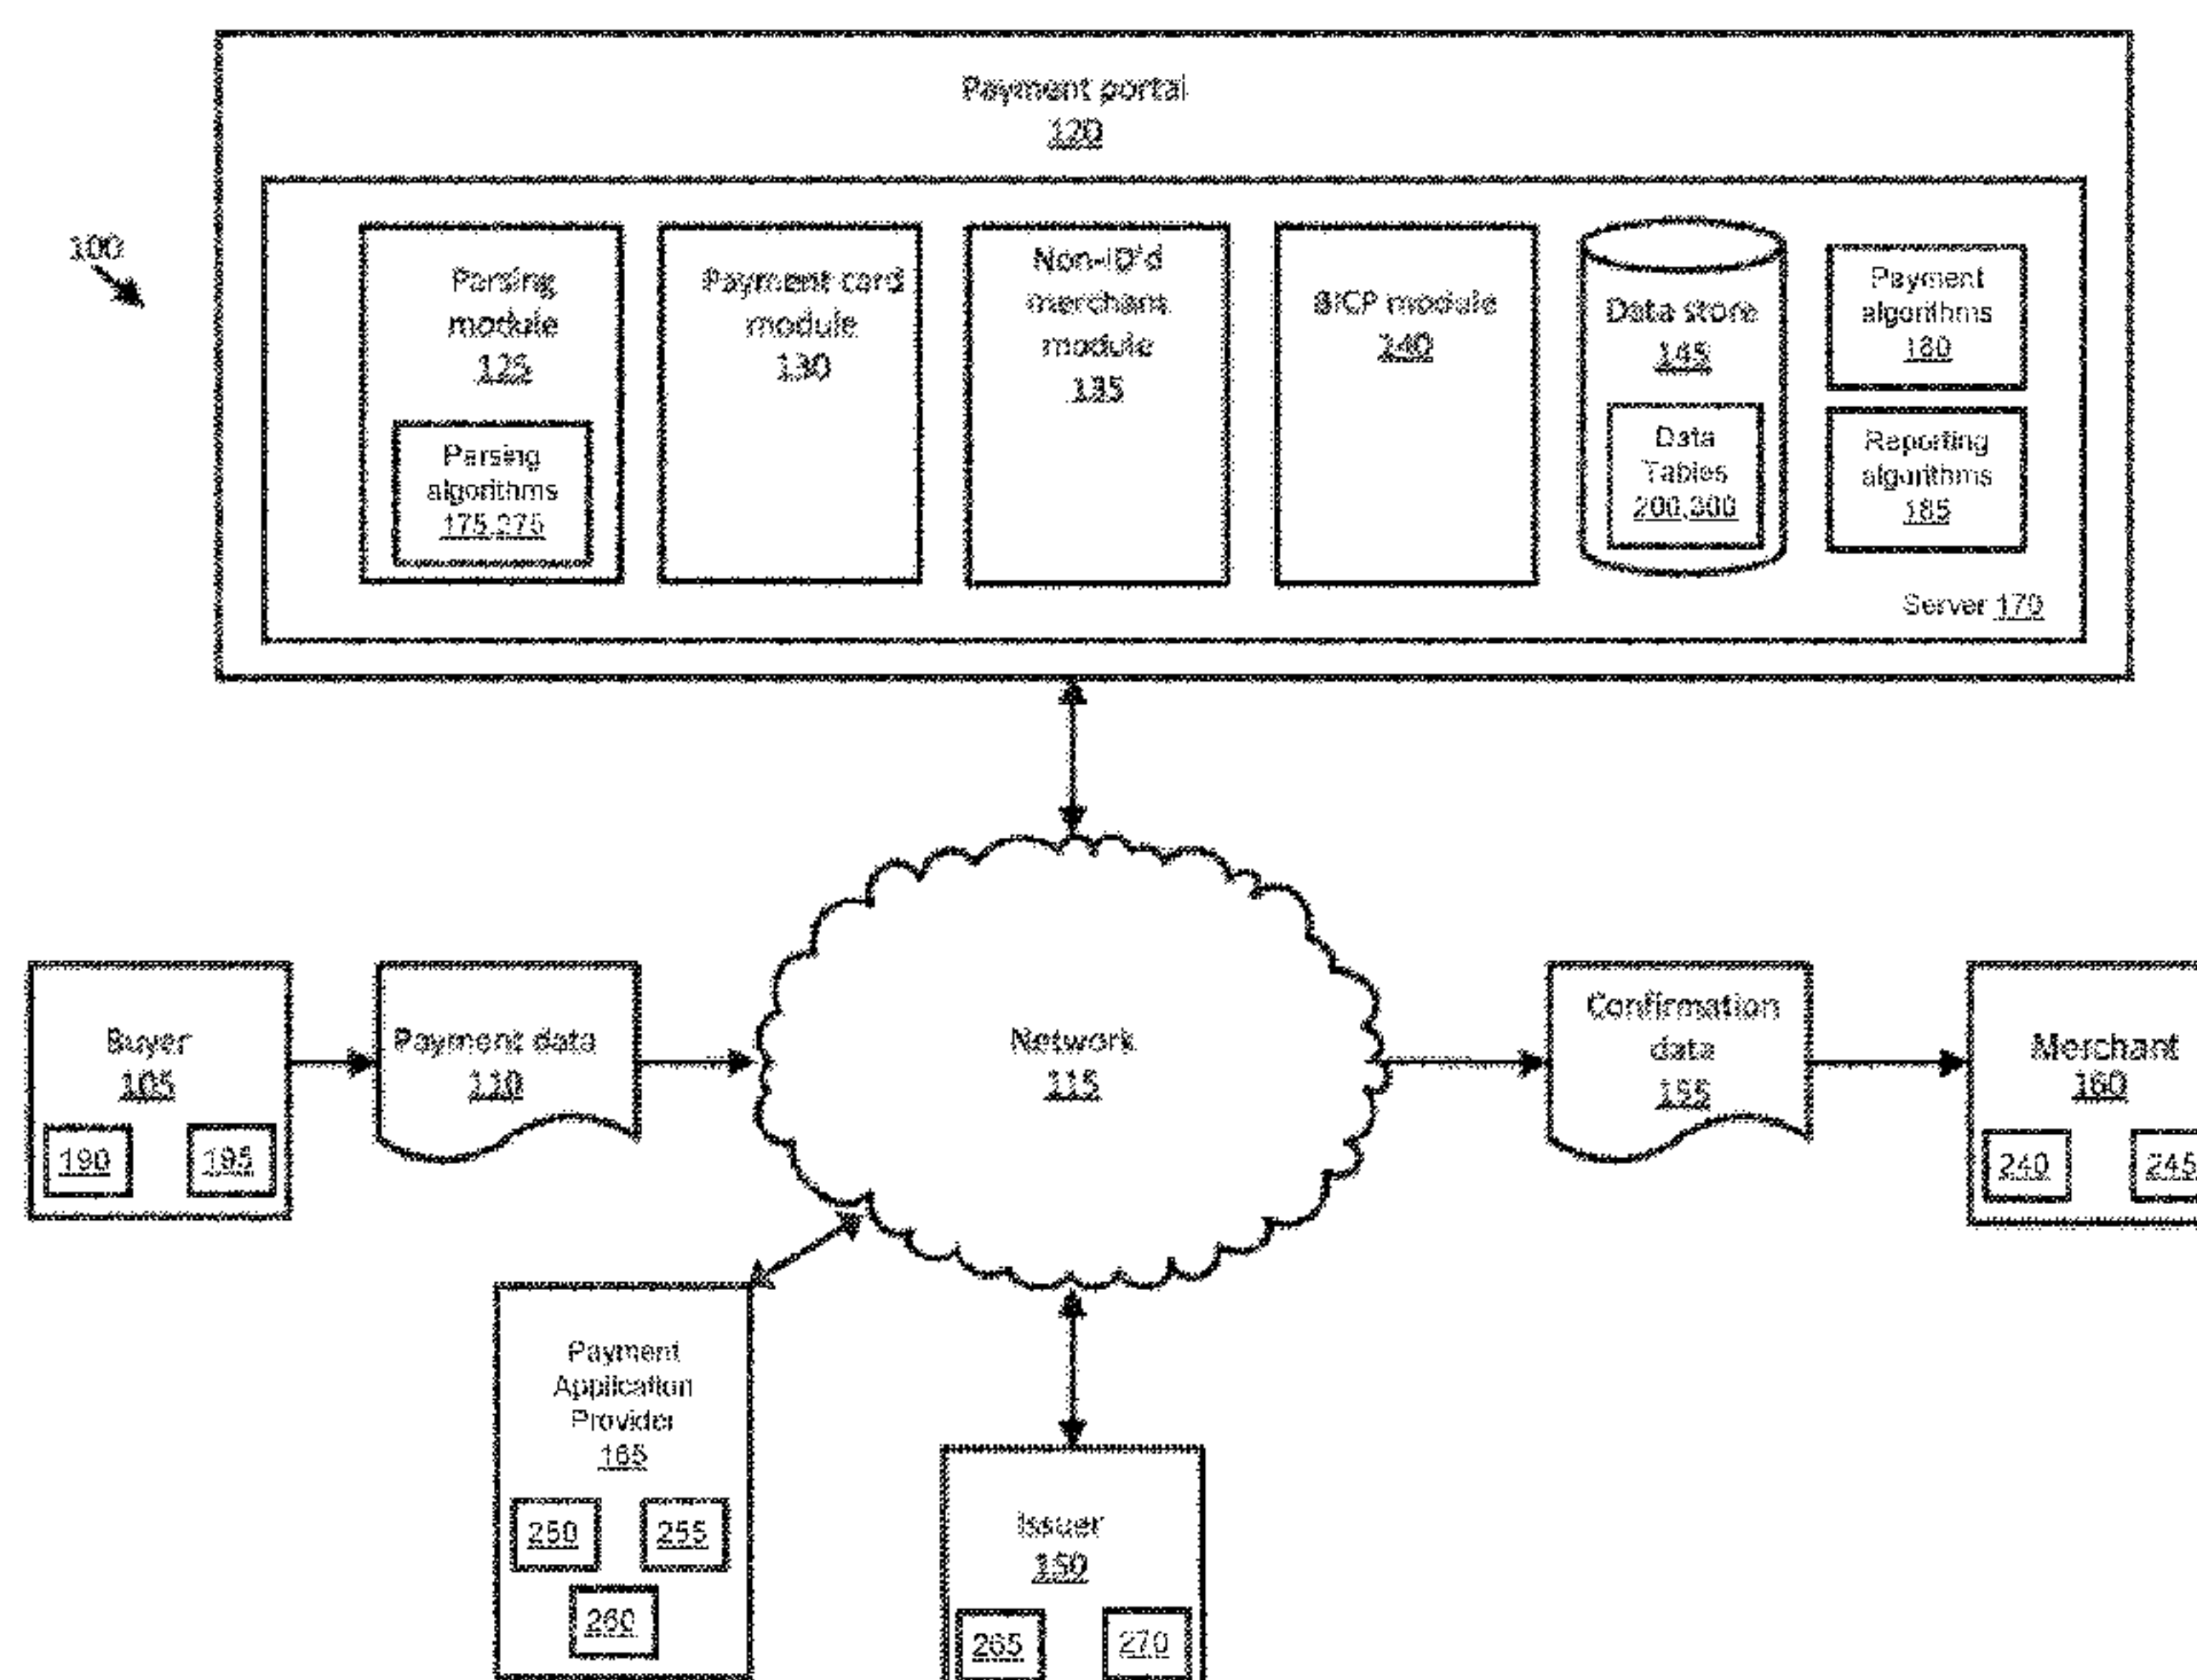 Payment portal
120
100
Parsing
module
125
Parsing
algorithms
175,275
Payment card
module
130
Non-ID'd
merchant
module
135
BICP module
140
Data store
145
Data
Tables
200,300
Payment
algorithms
180
Reporting
algorithms
185
Server 170
Buyer
105
190 195
Payment data
110
Network
115
Confirmation
data
155
Merchant
160
240 245
Payment
Application
Provider
165
250 255
260
Issuer
150
265 270